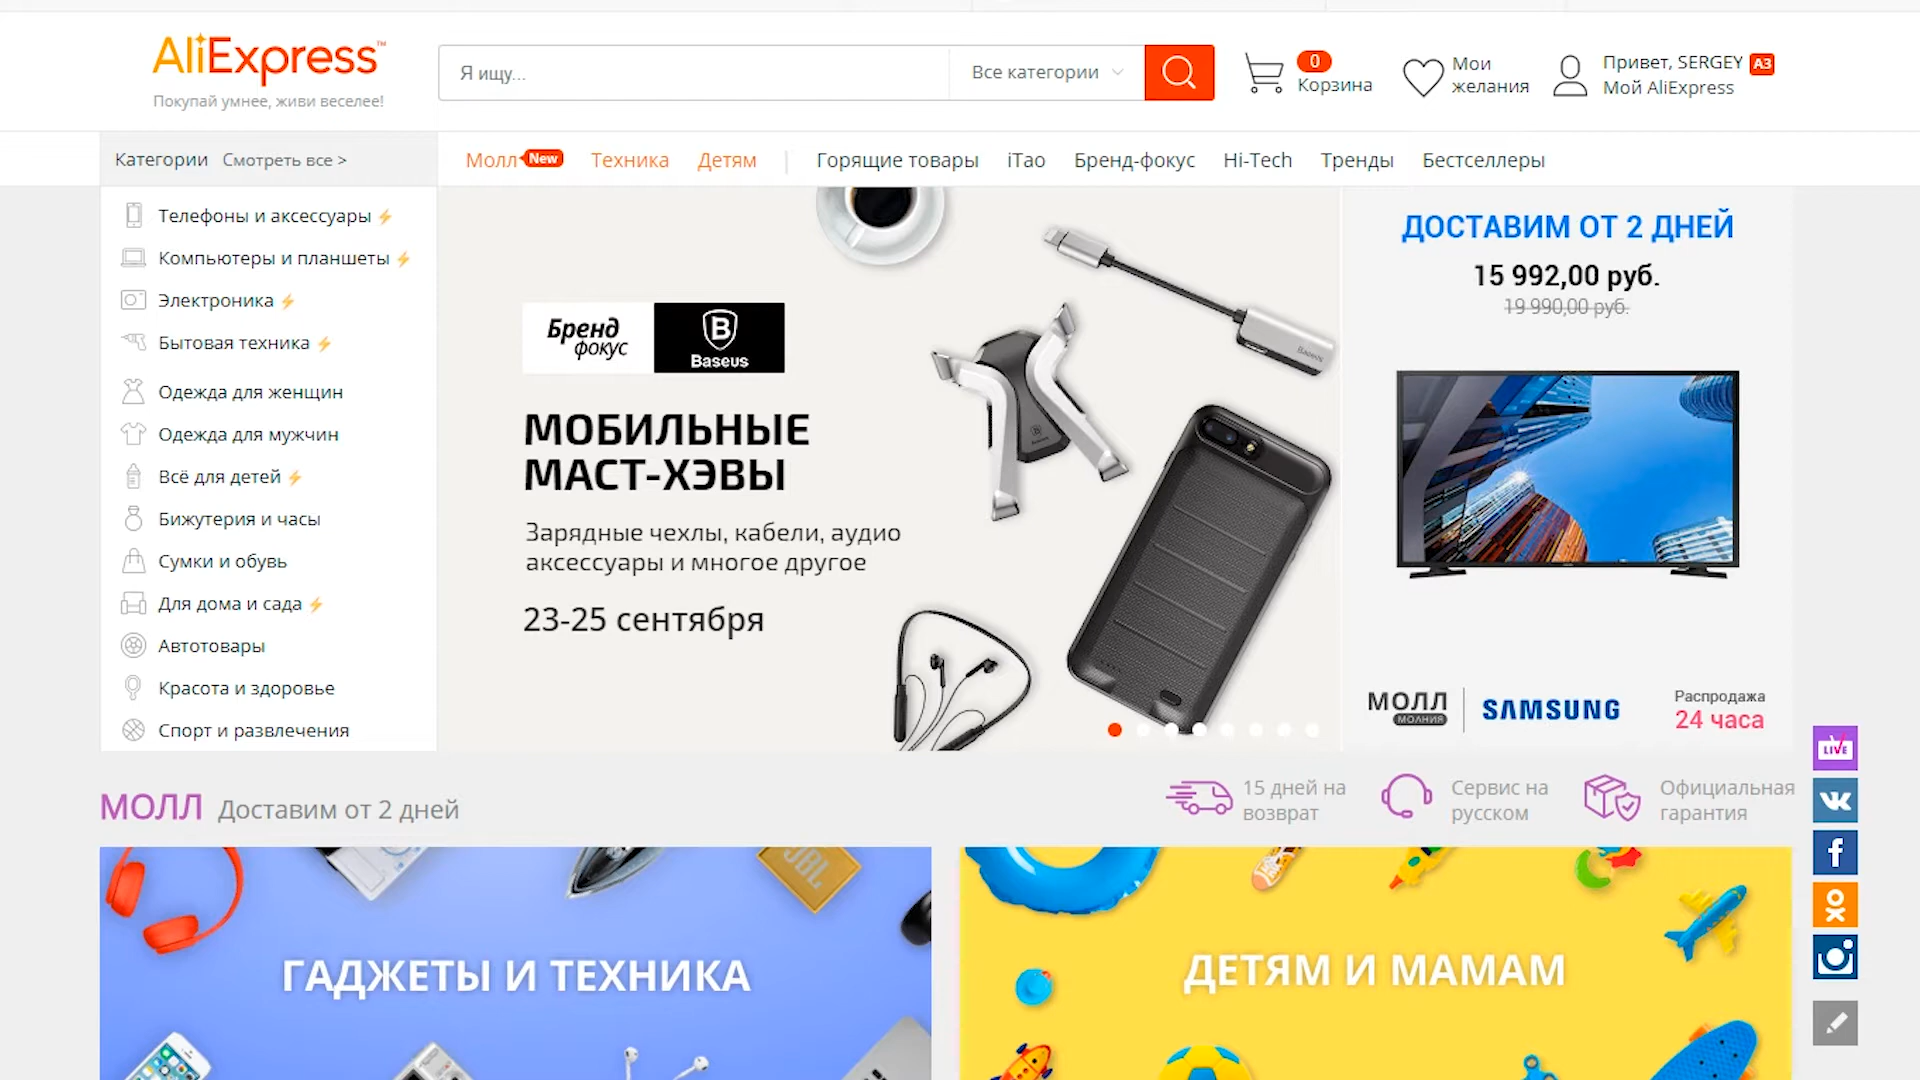 AliExpress™
Покупай умнее, живи веселее!
Я ищу...
Все категории
0
Корзина
Мои
желания
Привет, SERGEY A3
Мой AliExpress
Категории Смотреть все >
Молл New Техника Детям Горящие товары iTao Бренд-фокус Hi-Tech Тренды Бестселлеры
Телефоны и аксессуары
Компьютеры и планшеты
Электроника
Бытовая техника
Одежда для женщин
Одежда для мужчин
Всё для детей
Бижутерия и часы
Сумки и обувь
Для дома и сада
Автотовары
Красота и здоровье
Спорт и развлечения
Бренд
фокус
B
Baseus
МОБИЛЬНЫЕ
МАСТ-ХЭВЫ
Зарядные чехлы, кабели, аудио
аксессуары и многое другое
23-25 сентября
Baseus
ДОСТАВИМ ОТ 2 ДНЕЙ
15 992,00 руб.
19 990,00 руб.
МОЛЛ
МОЛНИЯ
SAMSUNG
Распродажа
24 часа
LIVE
МОЛЛ Доставим от 2 дней
15 дней на
возврат
Сервис на
русском
Официальная
гарантия
JBL
ГАДЖЕТЫ И ТЕХНИКА
ДЕТЯМ И МАМАМ